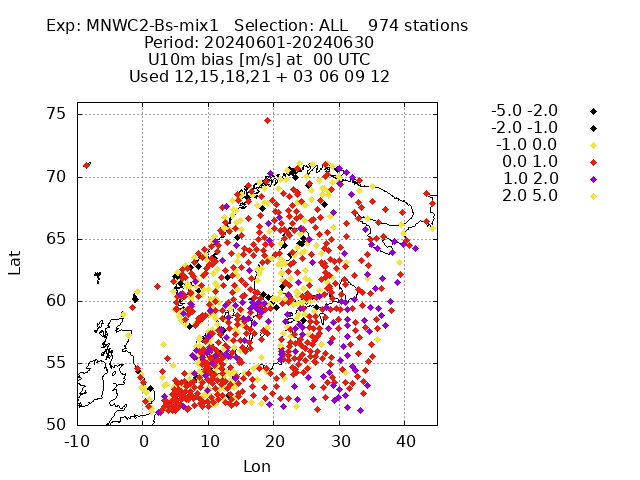 Exp: MNWC2-Bs-mix1   Selection: ALL    974 stations
Period: 20240601-20240630
U10m bias [m/s] at  00 UTC
Used 12,15,18,21 + 03 06 09 12
-5.0 -2.0
-2.0 -1.0
-1.0 0.0
0.0 1.0
1.0 2.0
2.0 5.0
75
70
65
60
55
50
Lat
-10 0 10 20 30 40
Lon